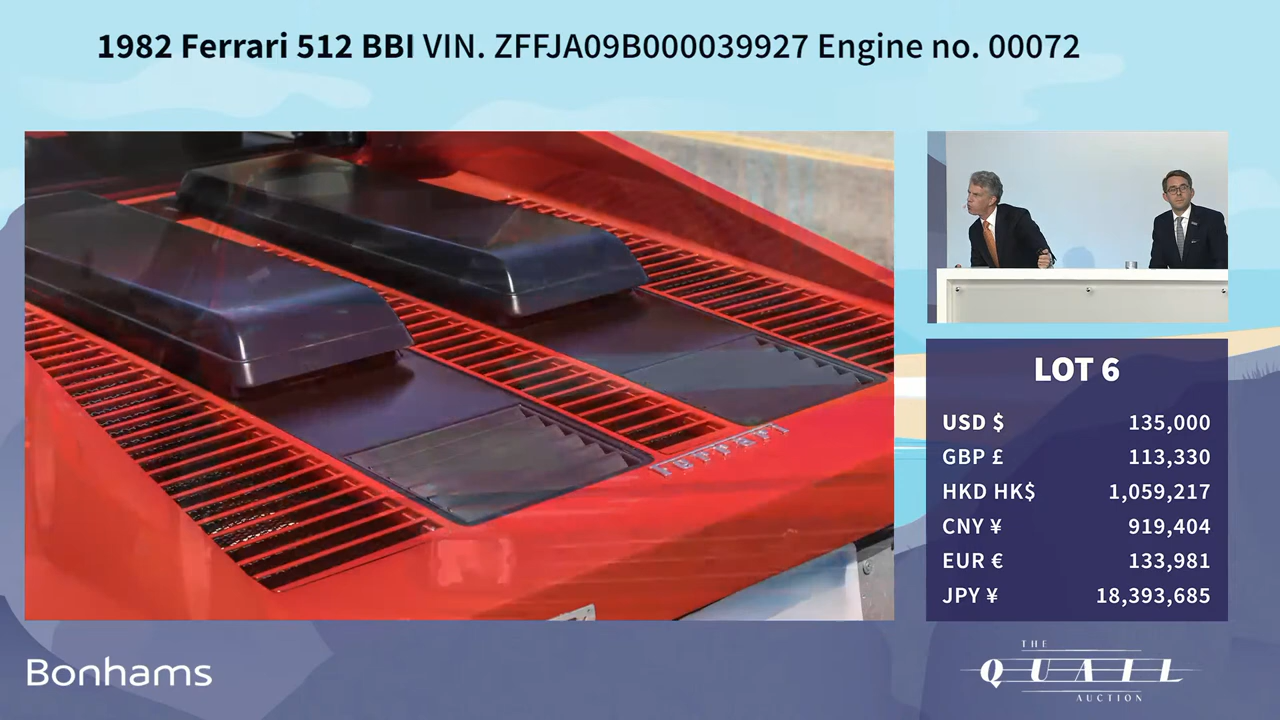 1982 Ferrari 512 BBI VIN. ZFFJA09B000039927 Engine no. 00072
Ferrari
LOT 6
USD $ 135,000
GBP £ 113,330
HKD HK$ 1,059,217
CNY ¥ 919,404
EUR € 133,981
JPY ¥ 18,393,685
Bonhams
THE
QUAIL
AUCTION